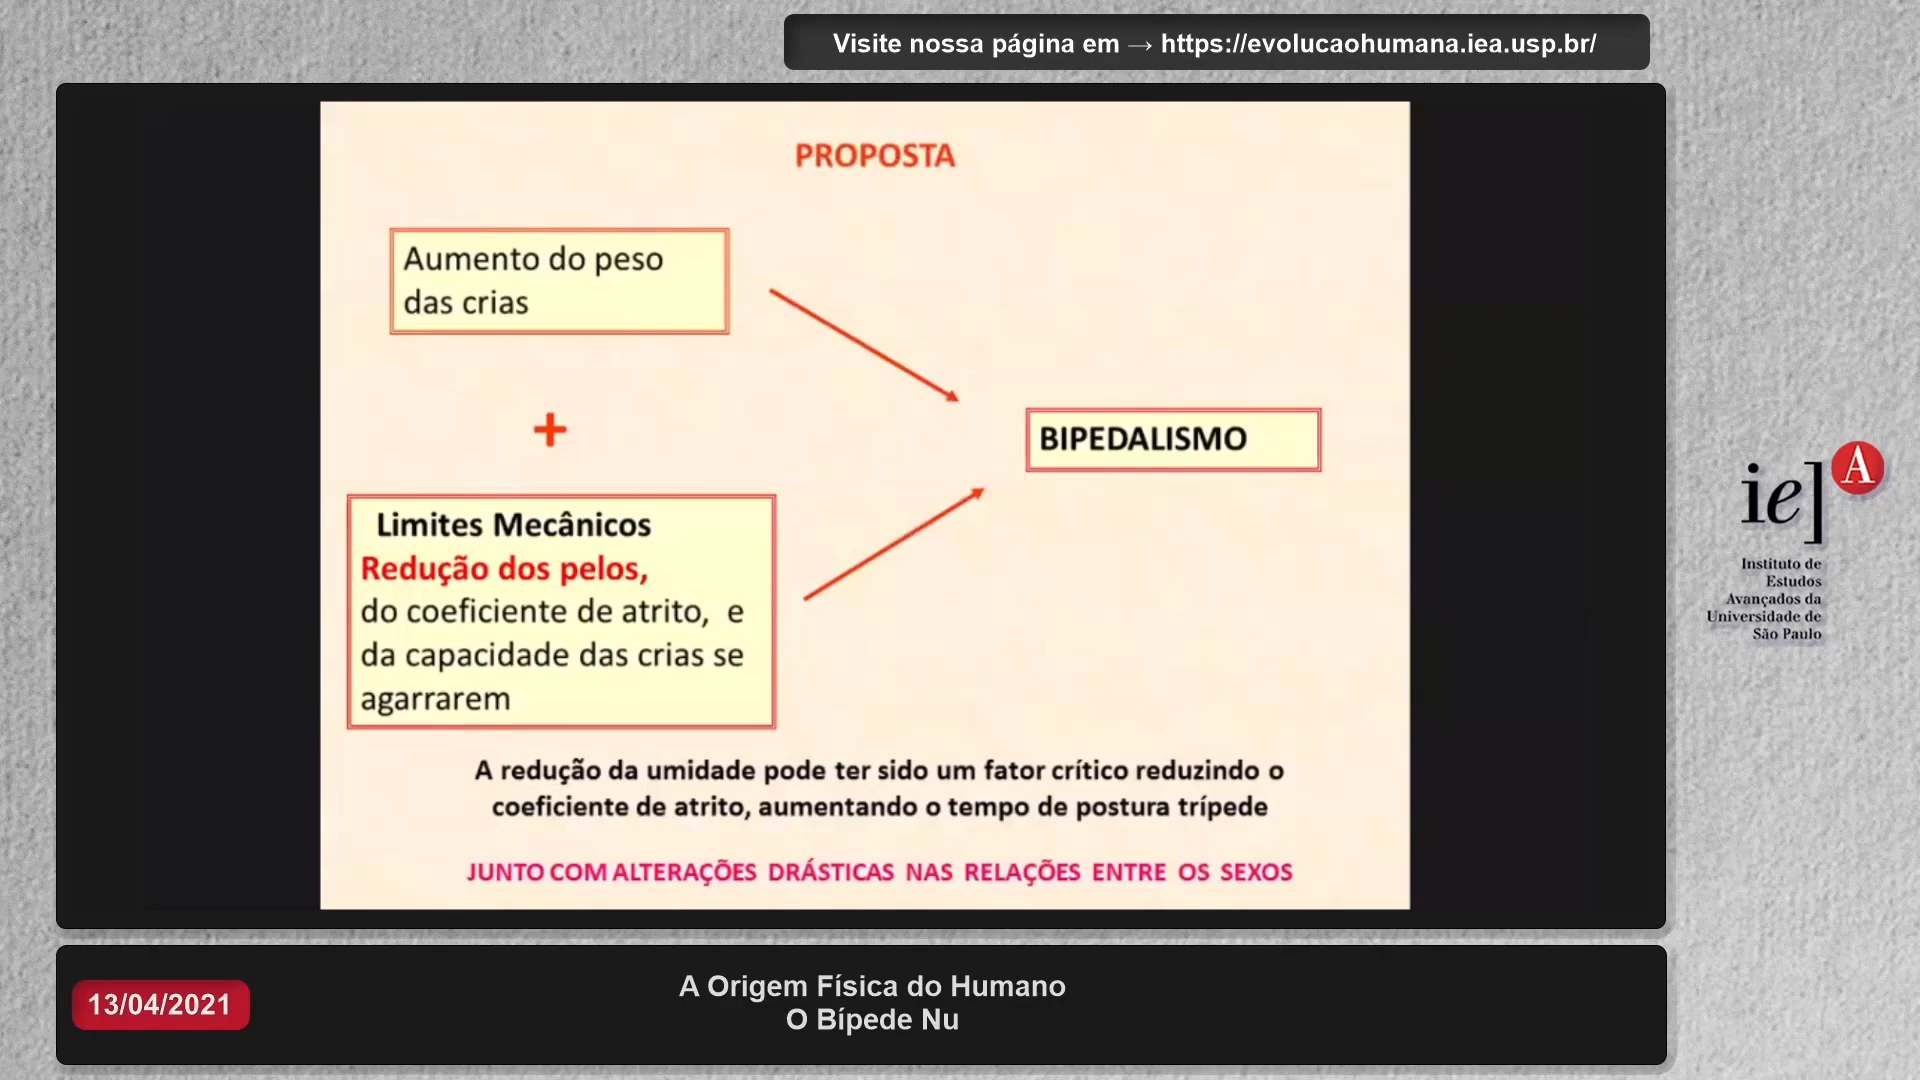 Visite nossa página em → https://evolucaohumana.iea.usp.br/
PROPOSTA
Aumento do peso
das crias
+
BIPEDALISMO
Limites Mecânicos
Redução dos pelos,
do coeficiente de atrito, e
da capacidade das crias se
agarrarem
A redução da umidade pode ter sido um fator crítico reduzindo o
coeficiente de atrito, aumentando o tempo de postura trípede
JUNTO COM ALTERAÇÕES DRÁSTICAS NAS RELAÇÕES ENTRE OS SEXOS
ie] A
Instituto de
Estudos
Avançados da
Universidade de
São Paulo
13/04/2021
A Origem Física do Humano
O Bípede Nu